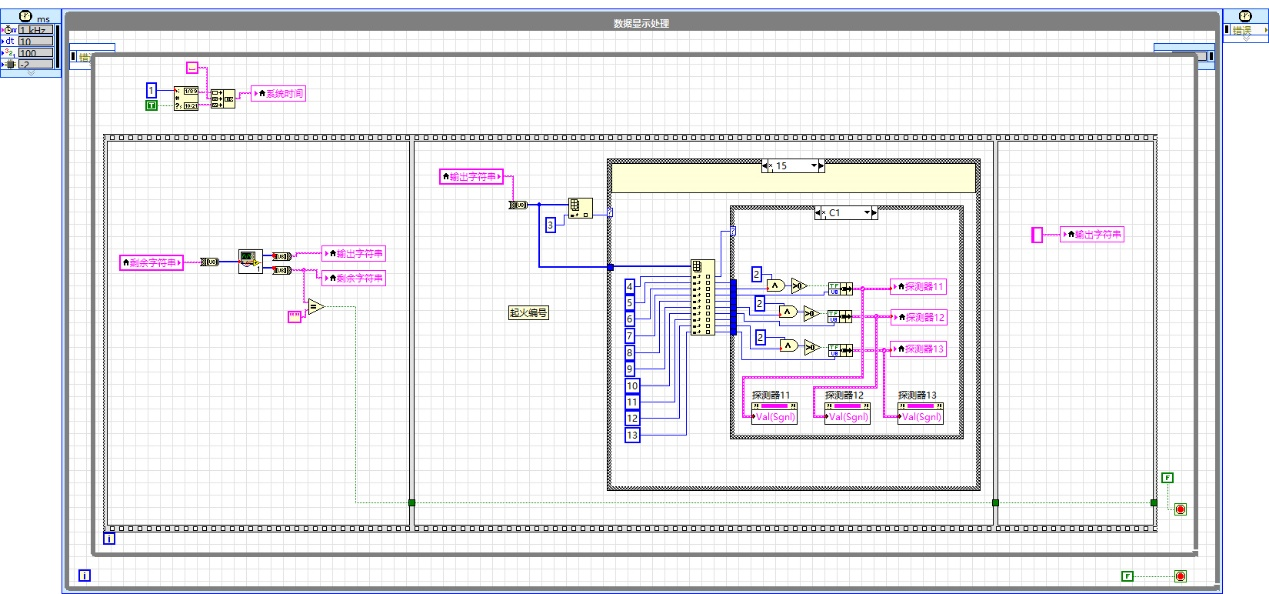 数据显示处理
ms
1 kHz
dt 10
100
-2
错误
1
T
系统时间
15
输出字符串
3
C1
剩余字符串
输出字符串
剩余字符串
=
起火编号
4
5
6
7
8
9
10
11
12
13
2
探测器11
2
探测器12
2
探测器13
探测器11
探测器12
探测器13
Val(Sgnl)
Val(Sgnl)
Val(Sgnl)
输出字符串
F
i
i
F